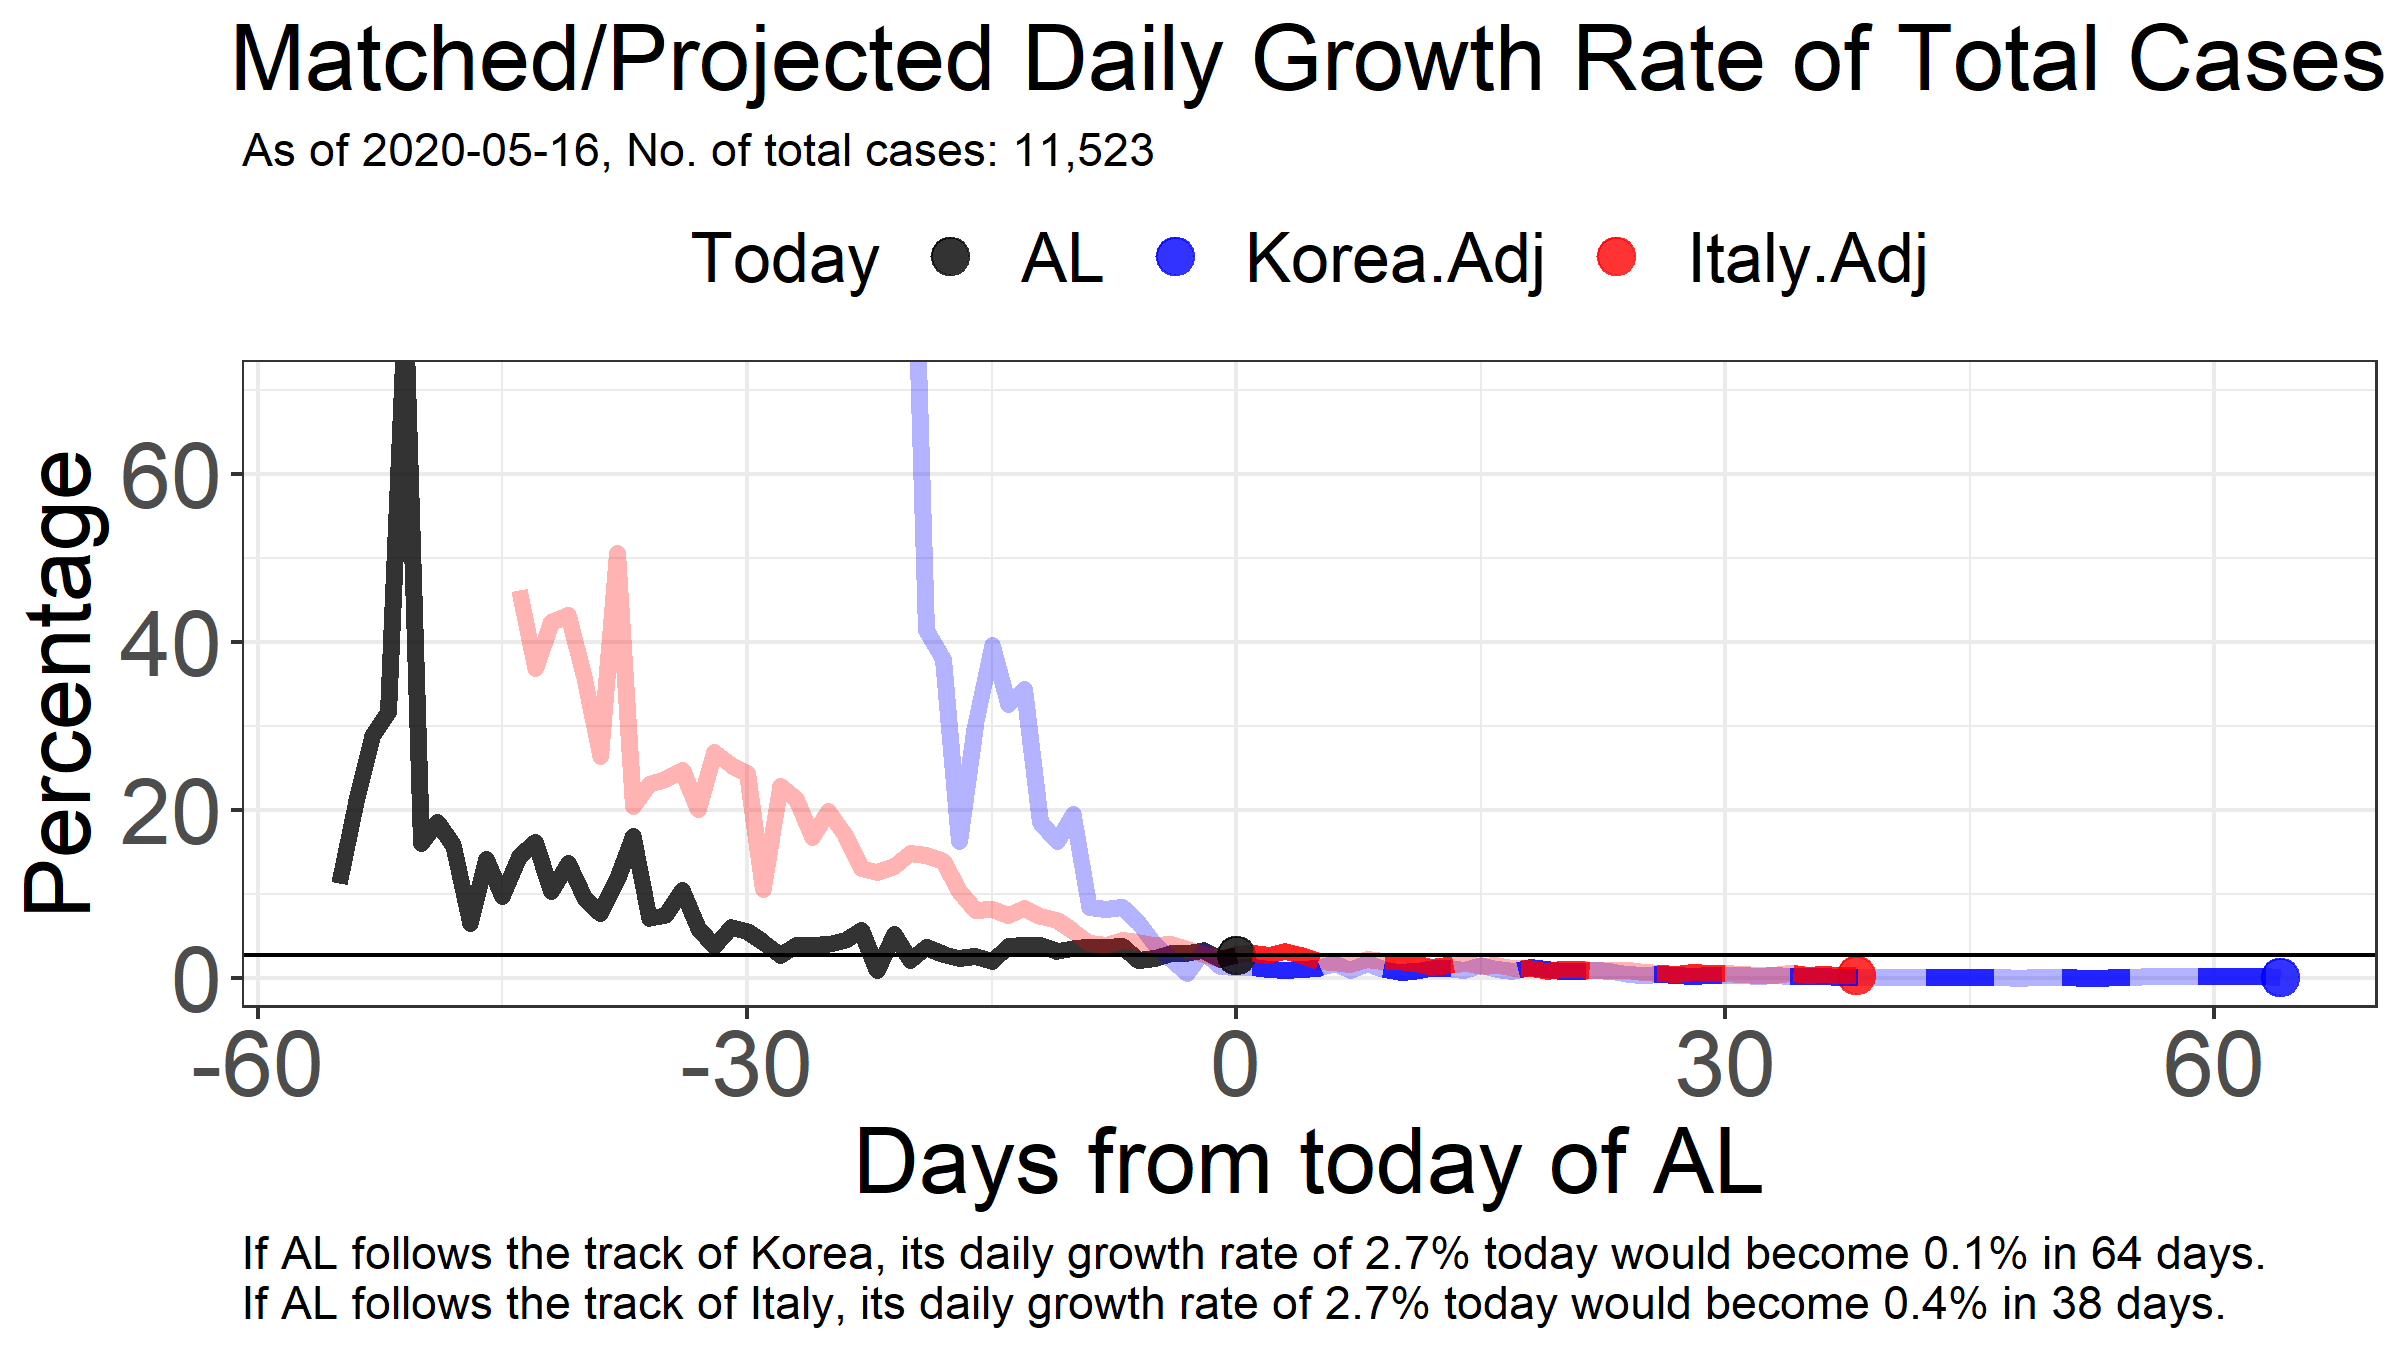 Matched/Projected Daily Growth Rate of Total Cases
As of 2020-05-16, No. of total cases: 11,523
Today AL Korea.Adj Italy.Adj
Percentage
60
40
20
0
-60 -30 0 30 60
Days from today of AL
If AL follows the track of Korea, its daily growth rate of 2.7% today would become 0.1% in 64 days.
If AL follows the track of Italy, its daily growth rate of 2.7% today would become 0.4% in 38 days.